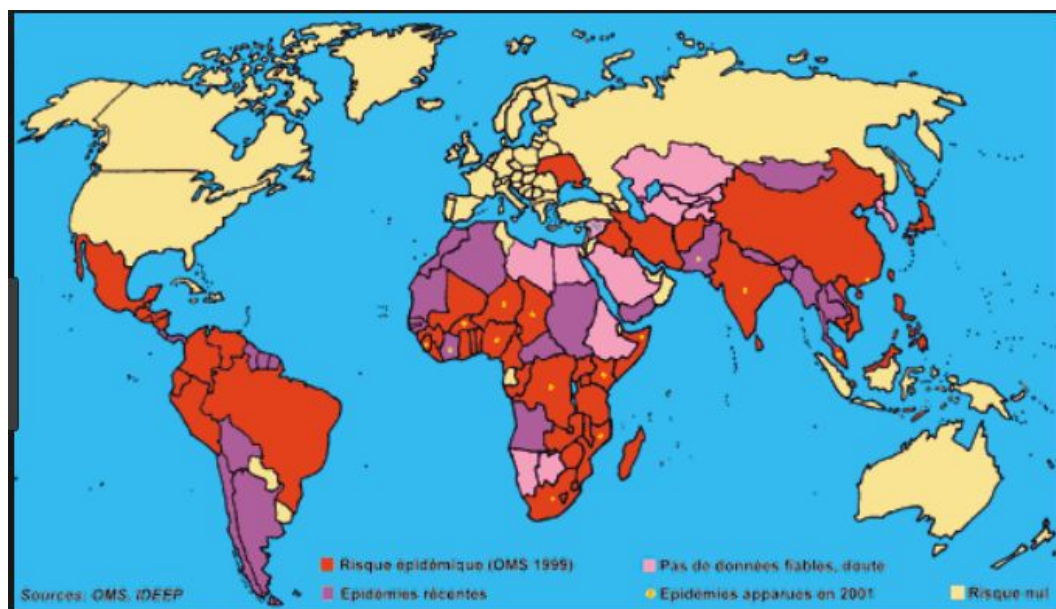 Risque épidémique (OMS 1999)
Pas de données fiables, doute
Sources: OMS, IDEEP
Epidémies récentes
Epidémies apparues en 2001
Risque nul